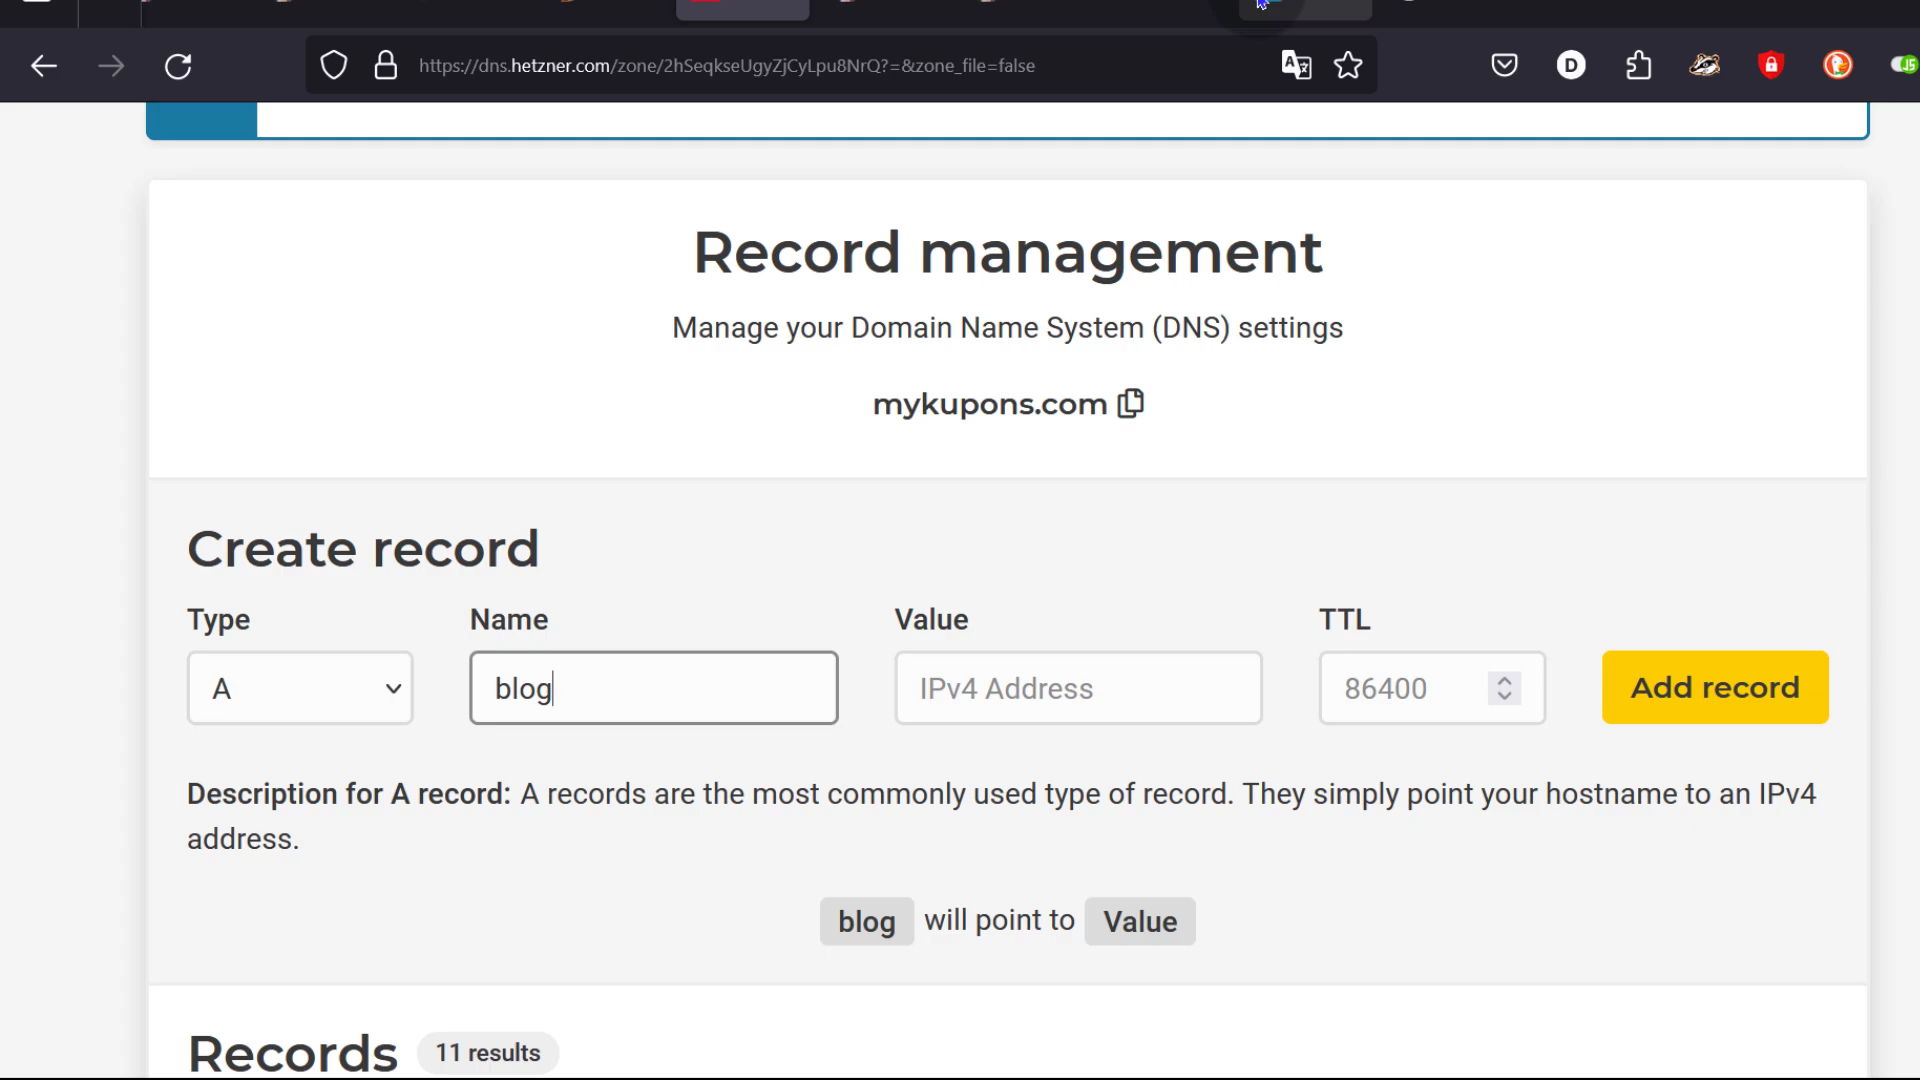 https://dns.hetzner.com/zone/2hSeqkseUgyZjCyLpu8NrQ?=&zone_file=false
D
JS
Record management
Manage your Domain Name System (DNS) settings
mykupons.com
Create record
Type Name Value TTL
A blog IPv4 Address 86400 Add record
Description for A record: A records are the most commonly used type of record. They simply point your hostname to an IPv4
address.
blog will point to Value
Records 11 results